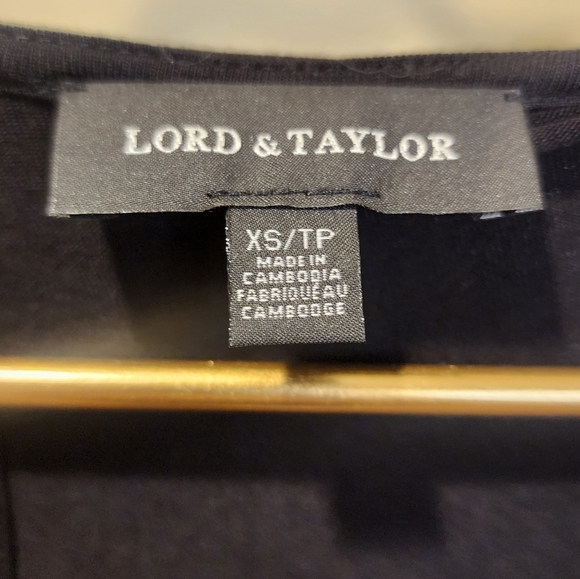 LORD & TAYLOR
XS/TP
MADE IN
CAMBODIA
FABRIQUÉ AU
CAMBODGE